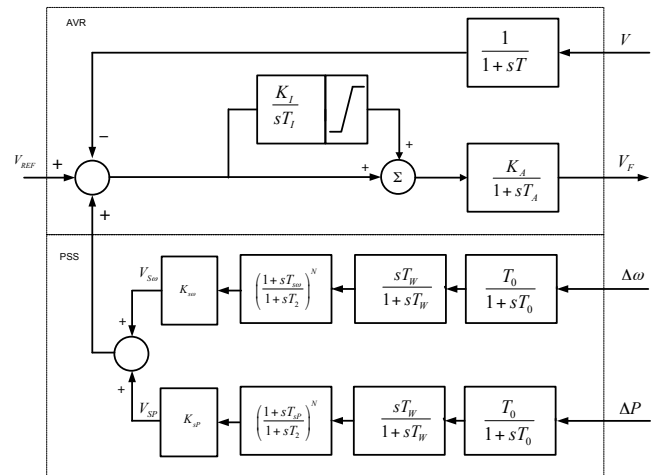 AVR
1
1 + sT
V
K_I
sT_I
−
V_REF
+
+
+
+
Σ
K_A
1 + sT_A
V_F
PSS
V_Sω
K_sω
((1 + sT_sω)/(1 + sT_2))^N
sT_W
1 + sT_W
T_0
1 + sT_0
Δω
+
+
V_SP
K_sP
((1 + sT_sP)/(1 + sT_2))^N
sT_W
1 + sT_W
T_0
1 + sT_0
ΔP